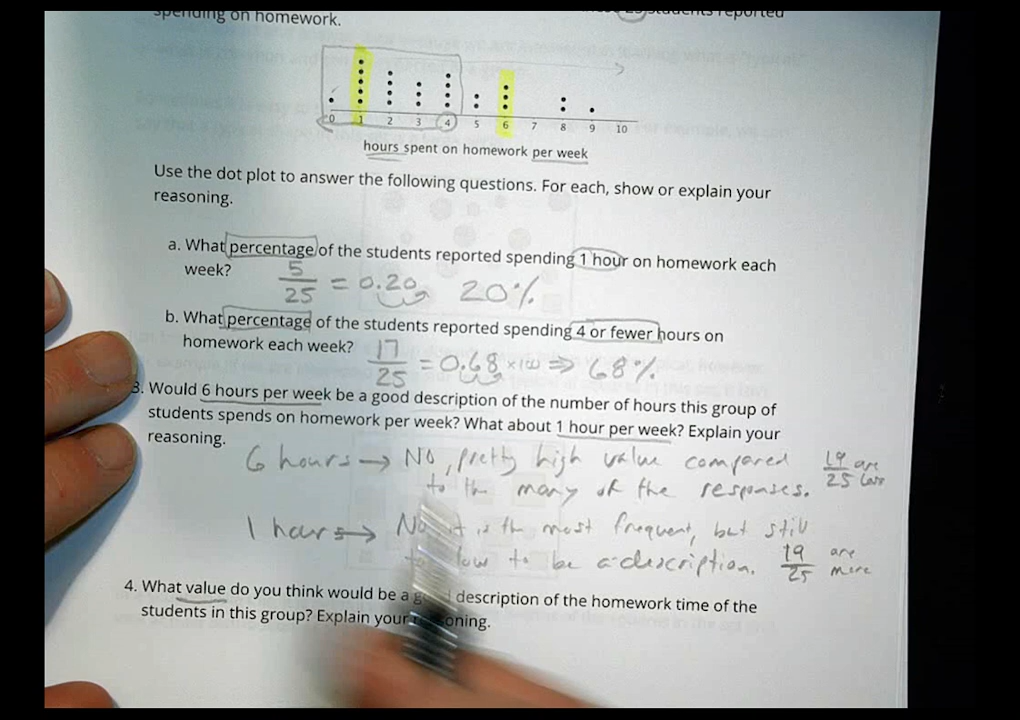 spending on homework.
students reported
0 1 2 3 4 5 6 7 8 9 10
hours spent on homework per week
Use the dot plot to answer the following questions. For each, show or explain your
reasoning.
a. What percentage of the students reported spending 1 hour on homework each
week? 5/25 = 0.20 20%
b. What percentage of the students reported spending 4 or fewer hours on
homework each week? 17/25 = 0.68 ×100 ⇒ 68%
3. Would 6 hours per week be a good description of the number of hours this group of
students spends on homework per week? What about 1 hour per week? Explain your
reasoning.
6 hours → No, pretty high value compared 19/25 are less
to the many of the responses.
1 hours → No it is the most frequent, but still
low to be a description. 19/25 are more
4. What value do you think would be a description of the homework time of the
students in this group? Explain your